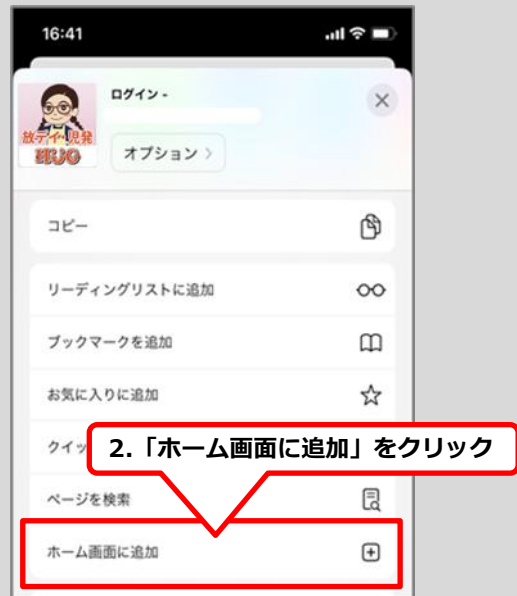 16:41
ログイン -
放デイ・児発
HUG
オプション
コピー
リーディングリストに追加
ブックマークを追加
お気に入りに追加
クイッ
2.「ホーム画面に追加」をクリック
ページを検索
ホーム画面に追加